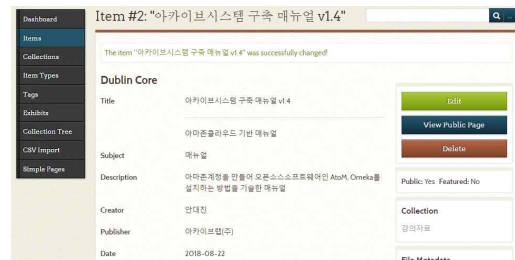 Dashboard
Items
Collections
Item Types
Tags
Exhibits
Collection Tree
CSV Import
Simple Pages
Item #2: "아카이브시스템 구축 매뉴얼 v1.4"
The item "아카이브시스템 구축 매뉴얼 v1.4" was successfully changed!
Dublin Core
Title
아카이브시스템 구축 매뉴얼 v1.4
아마존클라우드 기반 매뉴얼
Subject
매뉴얼
Description
아마존계정을 만들어 오픈소스소프트웨어인 AtoM, Omeka를
설치하는 방법을 기술한 매뉴얼
Creator
안대진
Publisher
아카이브랩(주)
Date
2018-08-22
Edit
View Public Page
Delete
Public: Yes Featured: No
Collection
강의자료
File Metadata